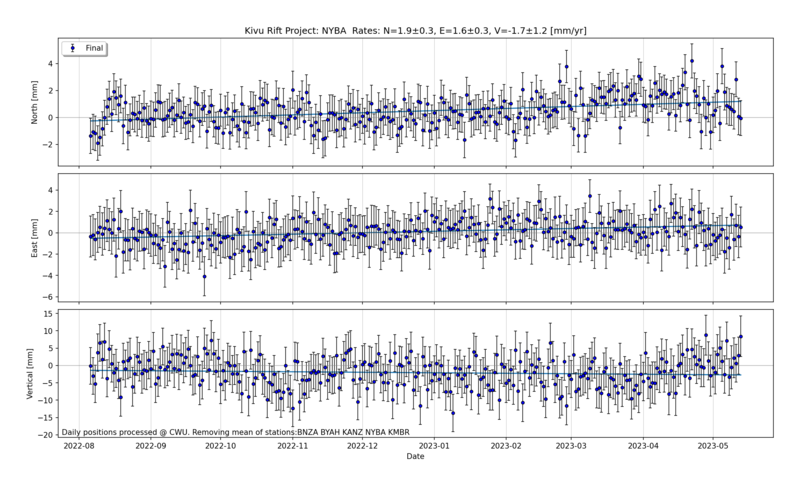 Kivu Rift Project: NYBA  Rates: N=1.9±0.3, E=1.6±0.3, V=-1.7±1.2 [mm/yr]
Final
North [mm]
4
2
0
−2
East [mm]
4
2
0
−2
−4
−6
Vertical [mm]
15
10
5
0
−5
−10
−15
−20
Daily positions processed @ CWU. Removing mean of stations:BNZA BYAH KANZ NYBA KMBR
2022-08 2022-09 2022-10 2022-11 2022-12 2023-01 2023-02 2023-03 2023-04 2023-05
Date